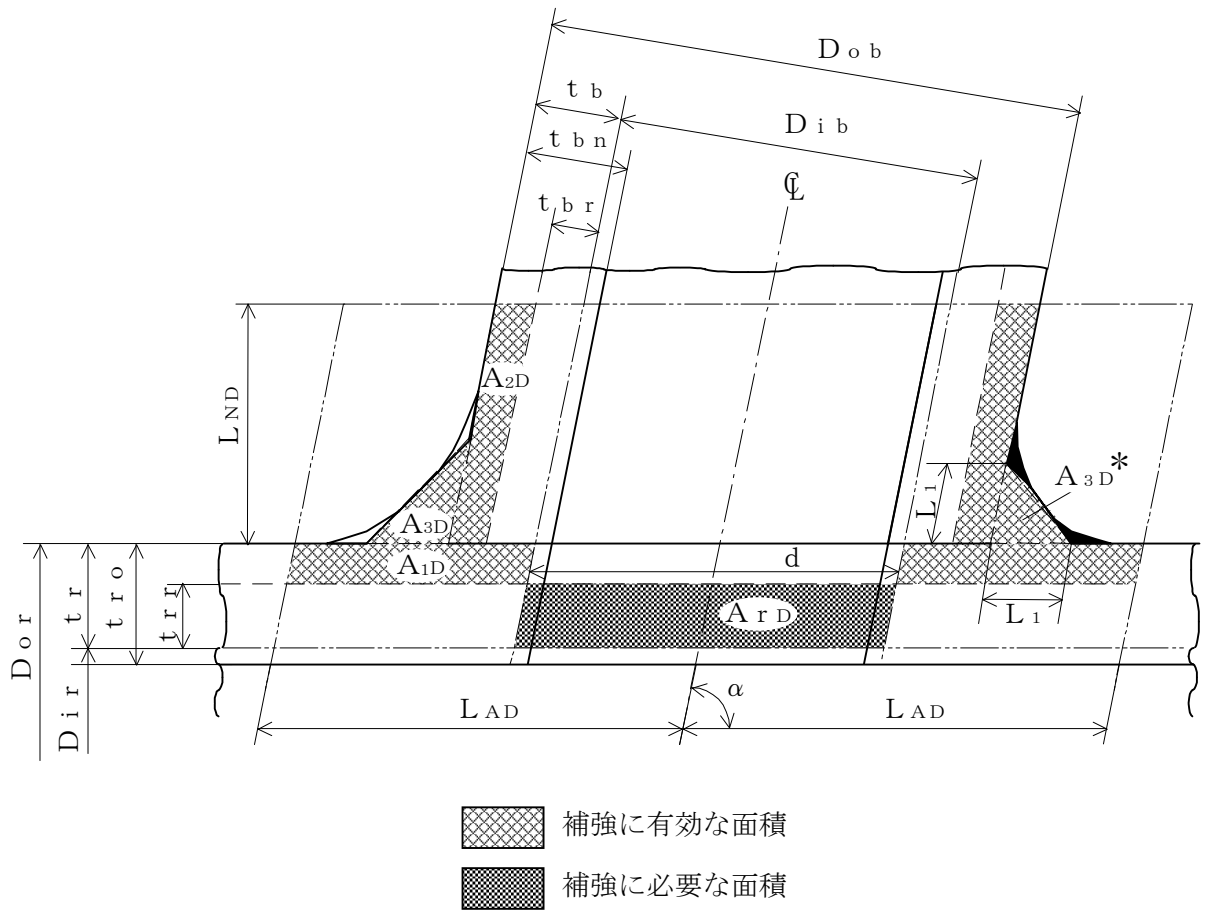 Dob
tb
Dib
tbn
℄
tbr
A2D
LND
L1
A3D*
A3D
A1D
d
tr
tro
trr
Dor
ArD
L1
Dir
α
LAD
LAD
補強に有効な面積
補強に必要な面積